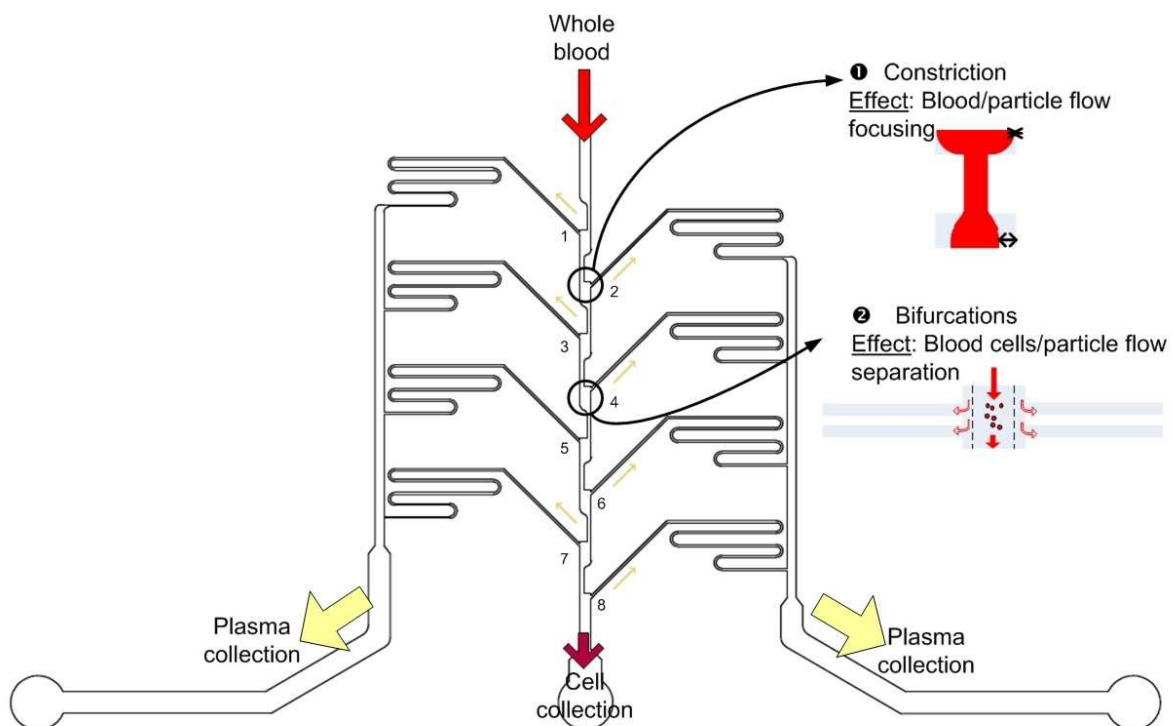 Whole
blood
❶ Constriction
Effect: Blood/particle flow
focusing
1
2
3
❷ Bifurcations
Effect: Blood cells/particle flow
separation
4
5
6
7
8
Plasma
collection
Cell
collection
Plasma
collection